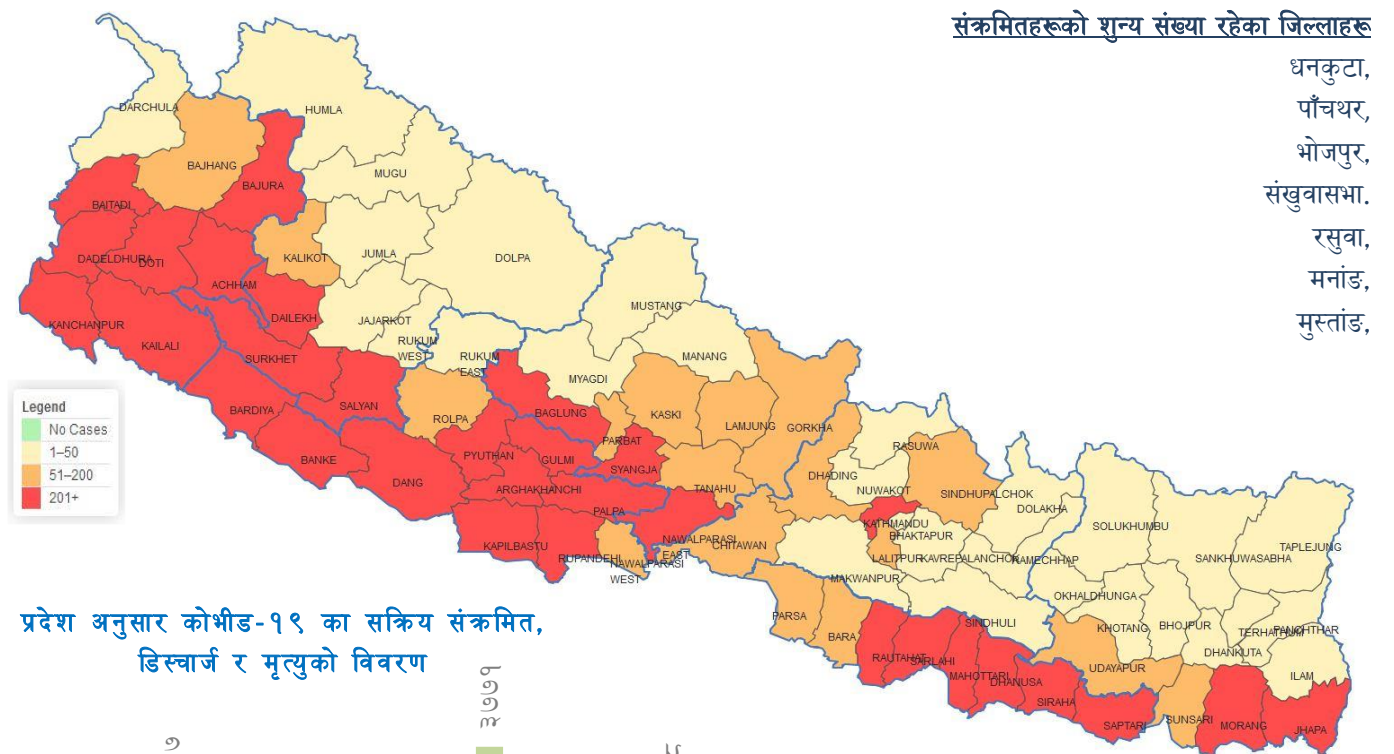 संक्रमितहरूको शुन्य संख्या रहेका जिल्लाहरू
धनकुटा,
पाँचथर,
भोजपुर,
संखुवासभा.
रसुवा,
मनांङ,
मुस्तांङ,
DARCHULA
HUMLA
BAJHANG
MUGU
BAJURA
BAITADI
JUMLA
DOLPA
DADELDHURA
DOTI
KALIKOT
ACHHAM
MUSTANG
DAILEKH
JAJARKOT
KANCHANPUR
RUKUM
WEST
KAILALI
SURKHET
RUKUM
EAST
MANANG
MYAGDI
Legend
No Cases
1–50
51–200
201+
BARDIYA
SALYAN
ROLPA
BAGLUNG
KASKI
LAMJUNG
GORKHA
PARBAT
RASUWA
BANKE
PYUTHAN
GULMI
SYANGJA
DHADING
DANG
ARGHAKHANCHI
TANAHU
NUWAKOT
SINDHUPALCHOK
DOLAKHA
PALPA
KATHMANDU
BHAKTAPUR
SOLUKHUMBU
KAPILBASTU
RUPANDEHI
NAWALPARASI
EAST
CHITAWAN
NAWALPARASI
WEST
LALITPUR
KAVREPALANCHOK
RAMECHHAP
SANKHUWASABHA
TAPLEJUNG
MAKWANPUR
OKHALDHUNGA
PARSA
SINDHULI
KHOTANG
BHOJPUR
TERHATHUM
PANCHTHAR
BARA
DHANKUTA
RAUTAHAT
SARLAHI
UDAYAPUR
ILAM
MAHOTTARI
DHANUSA
SIRAHA
SAPTARI
SUNSARI
MORANG
JHAPA
प्रदेश अनुसार कोभीड-१९ का सक्रिय संक्रमित,
डिस्चार्ज र मृत्युको विवरण
३७७१